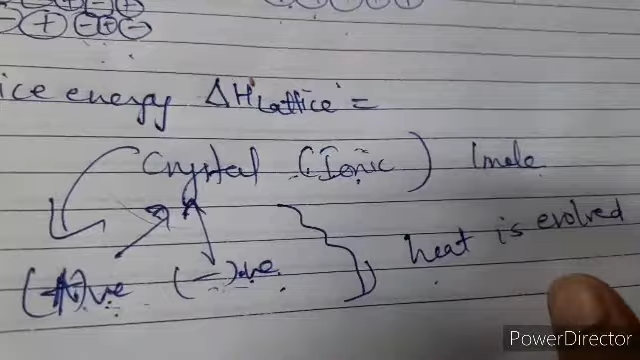 ice energy ΔHLattice =
Crystal (Ionic) 1mole
(+)ve (-)ve heat is evolved
PowerDirector